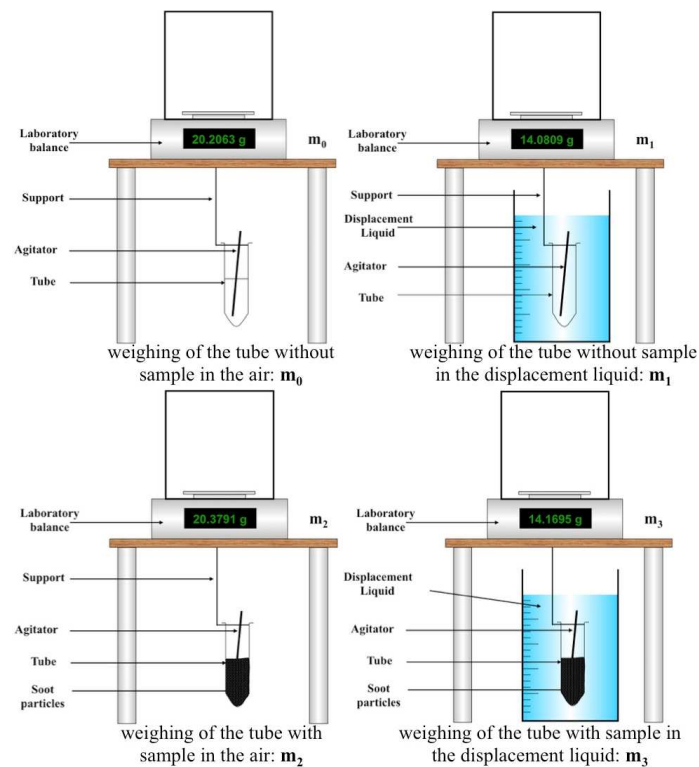 20.2063 g
m0
Laboratory
balance
Support
Agitator
Tube
weighing of the tube without
sample in the air: m0
14.0809 g
m1
Laboratory
balance
Support
Displacement
Liquid
Agitator
Tube
weighing of the tube without sample
in the displacement liquid: m1
20.3791 g
m2
Laboratory
balance
Support
Agitator
Tube
Soot
particles
weighing of the tube with
sample in the air: m2
14.1695 g
m3
Laboratory
balance
Displacement
Liquid
Agitator
Tube
Soot
particles
weighing of the tube with sample in
the displacement liquid: m3